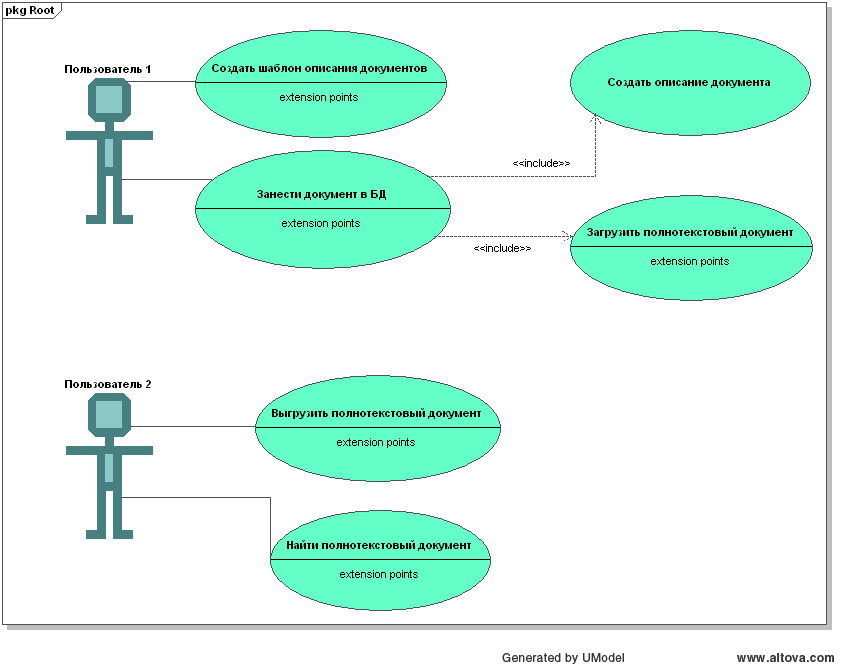 pkg Root
Пользователь 1
Создать шаблон описания документов
extension points
Создать описание документа
<<include>>
Занести документ в БД
extension points
<<include>>
Загрузить полнотекстовый документ
extension points
Пользователь 2
Выгрузить полнотекстовый документ
extension points
Найти полнотекстовый документ
extension points
Generated by UModel
www.altova.com